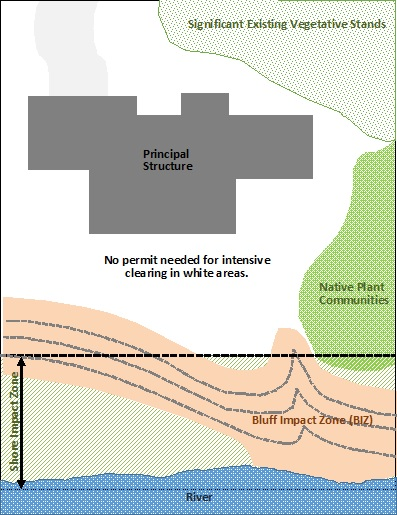 Significant Existing Vegetative Stands
Principal
Structure
No permit needed for intensive
clearing in white areas.
Native Plant
Communities
Shore Impact Zone
Bluff Impact Zone (BIZ)
River